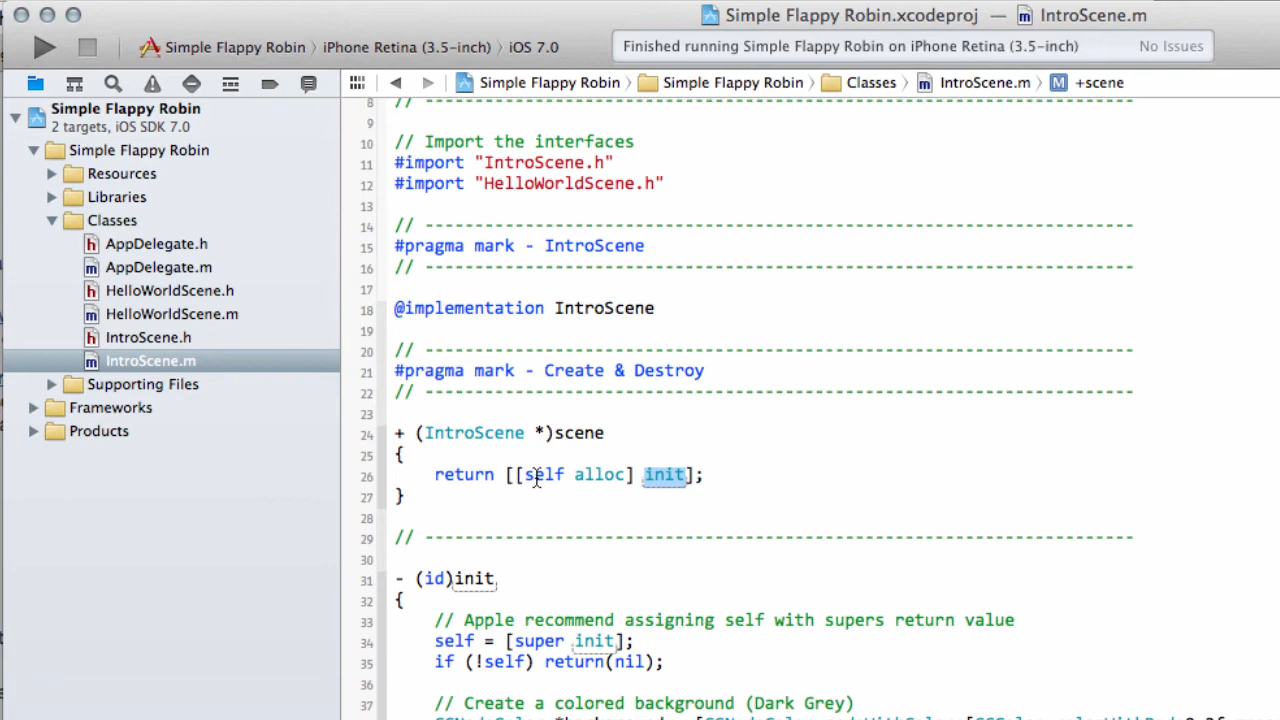 Simple Flappy Robin.xcodeproj — IntroScene.m
Simple Flappy Robin iPhone Retina (3.5-inch) iOS 7.0
Finished running Simple Flappy Robin on iPhone Retina (3.5-inch) No Issues
Simple Flappy Robin Simple Flappy Robin Classes IntroScene.m M +scene
Simple Flappy Robin
2 targets, iOS SDK 7.0
Simple Flappy Robin
Resources
Libraries
Classes
h AppDelegate.h
m AppDelegate.m
h HelloWorldScene.h
m HelloWorldScene.m
h IntroScene.h
m IntroScene.m
Supporting Files
Frameworks
Products
8 // -----------------------------------------------------------------------
9
10 // Import the interfaces
11 #import "IntroScene.h"
12 #import "HelloWorldScene.h"
13
14 // -----------------------------------------------------------------------
15 #pragma mark - IntroScene
16 // -----------------------------------------------------------------------
17
18 @implementation IntroScene
19
20 // -----------------------------------------------------------------------
21 #pragma mark - Create & Destroy
22 // -----------------------------------------------------------------------
23
24 + (IntroScene *)scene
25 {
26 return [[self alloc] init];
27 }
28
29 // -----------------------------------------------------------------------
30
31 - (id)init
32 {
33 // Apple recommend assigning self with supers return value
34 self = [super init];
35 if (!self) return(nil);
36
37 // Create a colored background (Dark Grey)